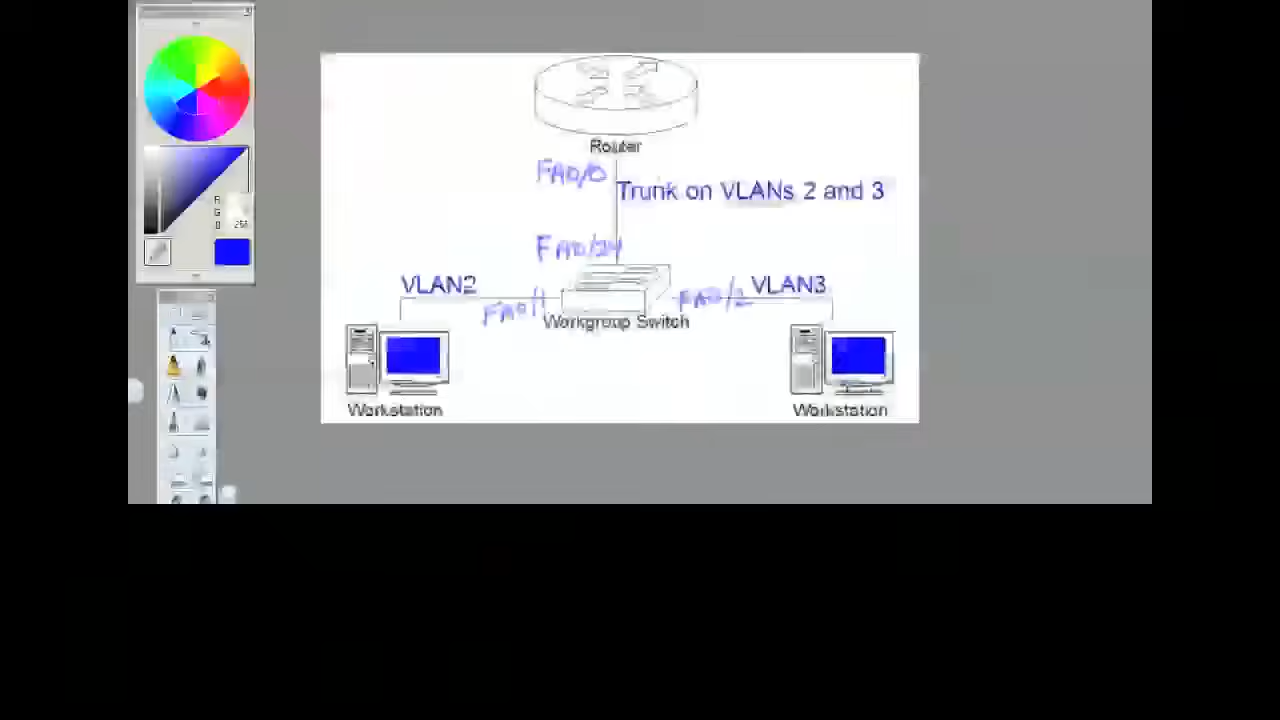 Router
FA0/0
Trunk on VLANs 2 and 3
FA0/24
VLAN2
VLAN3
FA0/1
FA0/2
Workgroup Switch
Workstation
Workstation
R
G
B